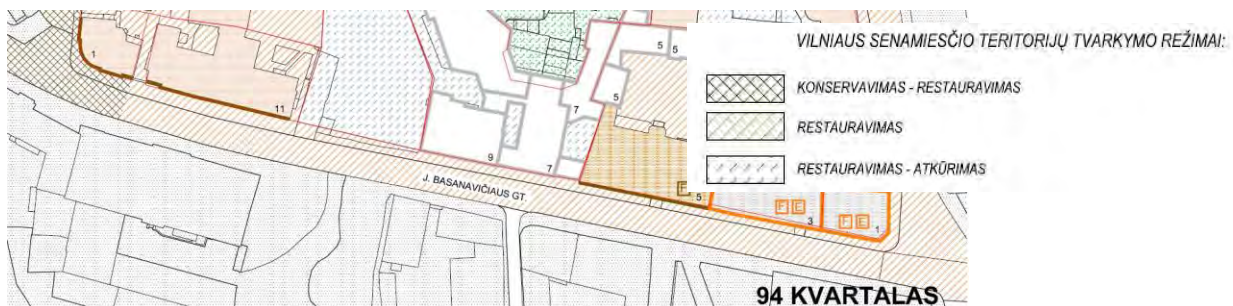 VILNIAUS SENAMIESČIO TERITORIJŲ TVARKYMO REŽIMAI:
KONSERVAVIMAS - RESTAURAVIMAS
RESTAURAVIMAS
RESTAURAVIMAS - ATKŪRIMAS
1
11
5
5
5
7
9
7
J. BASANAVIČIAUS GT.
F
5
F E
3
F E
1
94 KVARTALAS